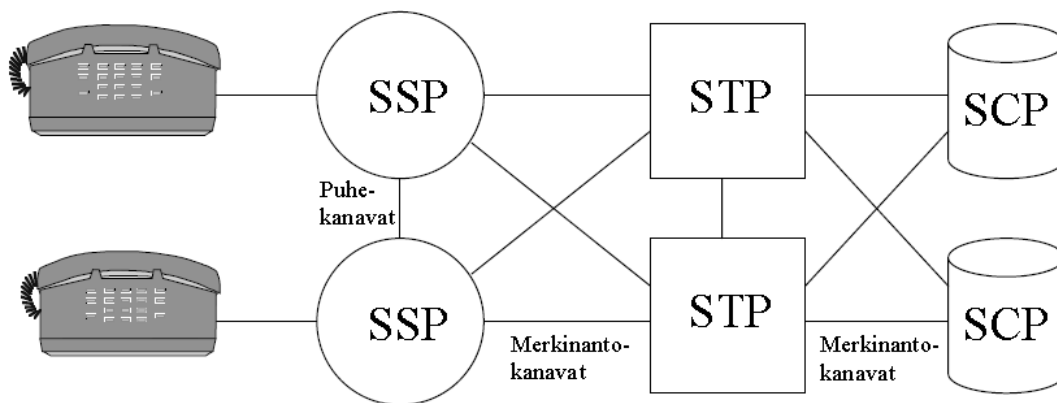 SSP
STP
SCP
Puhe-
kanavat
SSP
STP
SCP
Merkinanto-
kanavat
Merkinanto-
kanavat